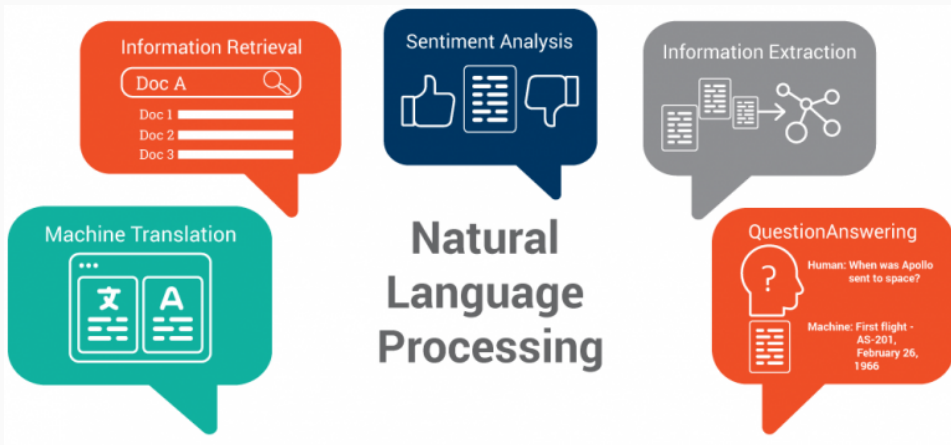 Information Retrieval
Doc A
Doc 1
Doc 2
Doc 3
Sentiment Analysis
Information Extraction
Machine Translation
文 A
Natural
Language
Processing
QuestionAnswering
?
Human: When was Apollo
sent to space?
Machine: First flight -
AS-201,
February 26,
1966